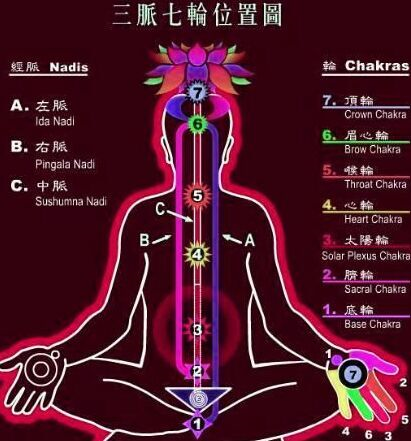 三脈七輪位置圖
經脈 Nadis
A. 左脈
Ida Nadi
B. 右脈
Pingala Nadi
C. 中脈
Sushumna Nadi
輪 Chakras
7. 頂輪
Crown Chakra
6. 眉心輪
Brow Chakra
5. 喉輪
Throat Chakra
4. 心輪
Heart Chakra
3. 太陽輪
Solar Plexus Chakra
2. 臍輪
Sacral Chakra
1. 底輪
Base Chakra
7
6
5
C
B
A
4
3
2
1
1
7
2
5
4 6 3